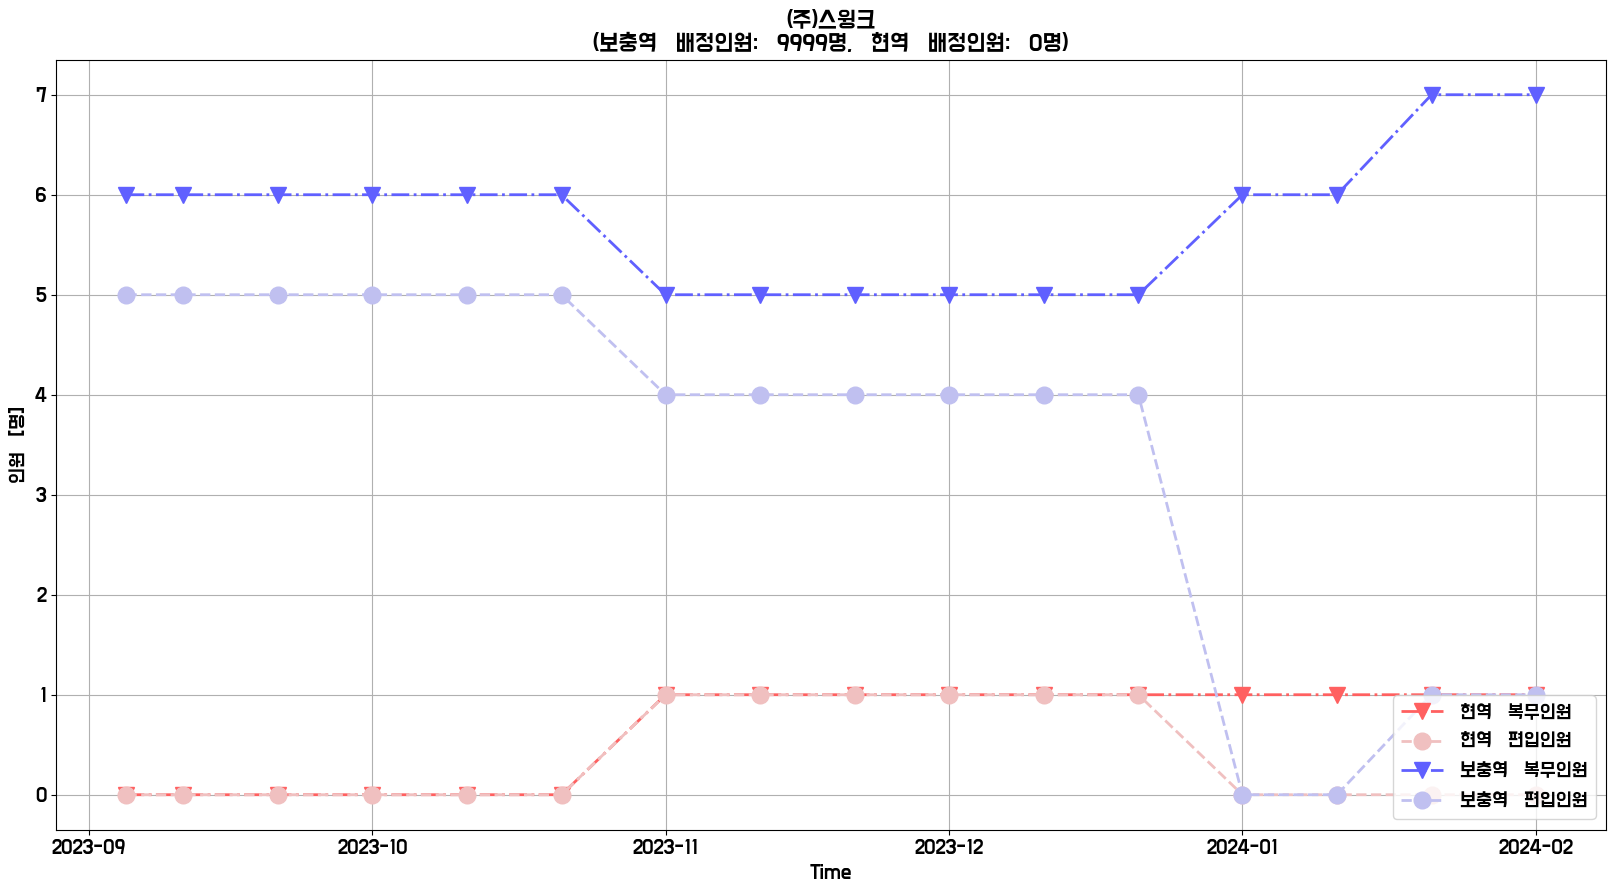 (주)스윙크
(보충역 배정인원: 9999명, 현역 배정인원: 0명)
7
6
5
4
3
2
1
0
인원 [명]
2023-09 2023-10 2023-11 2023-12 2024-01 2024-02
Time
현역 복무인원
현역 편입인원
보충역 복무인원
보충역 편입인원